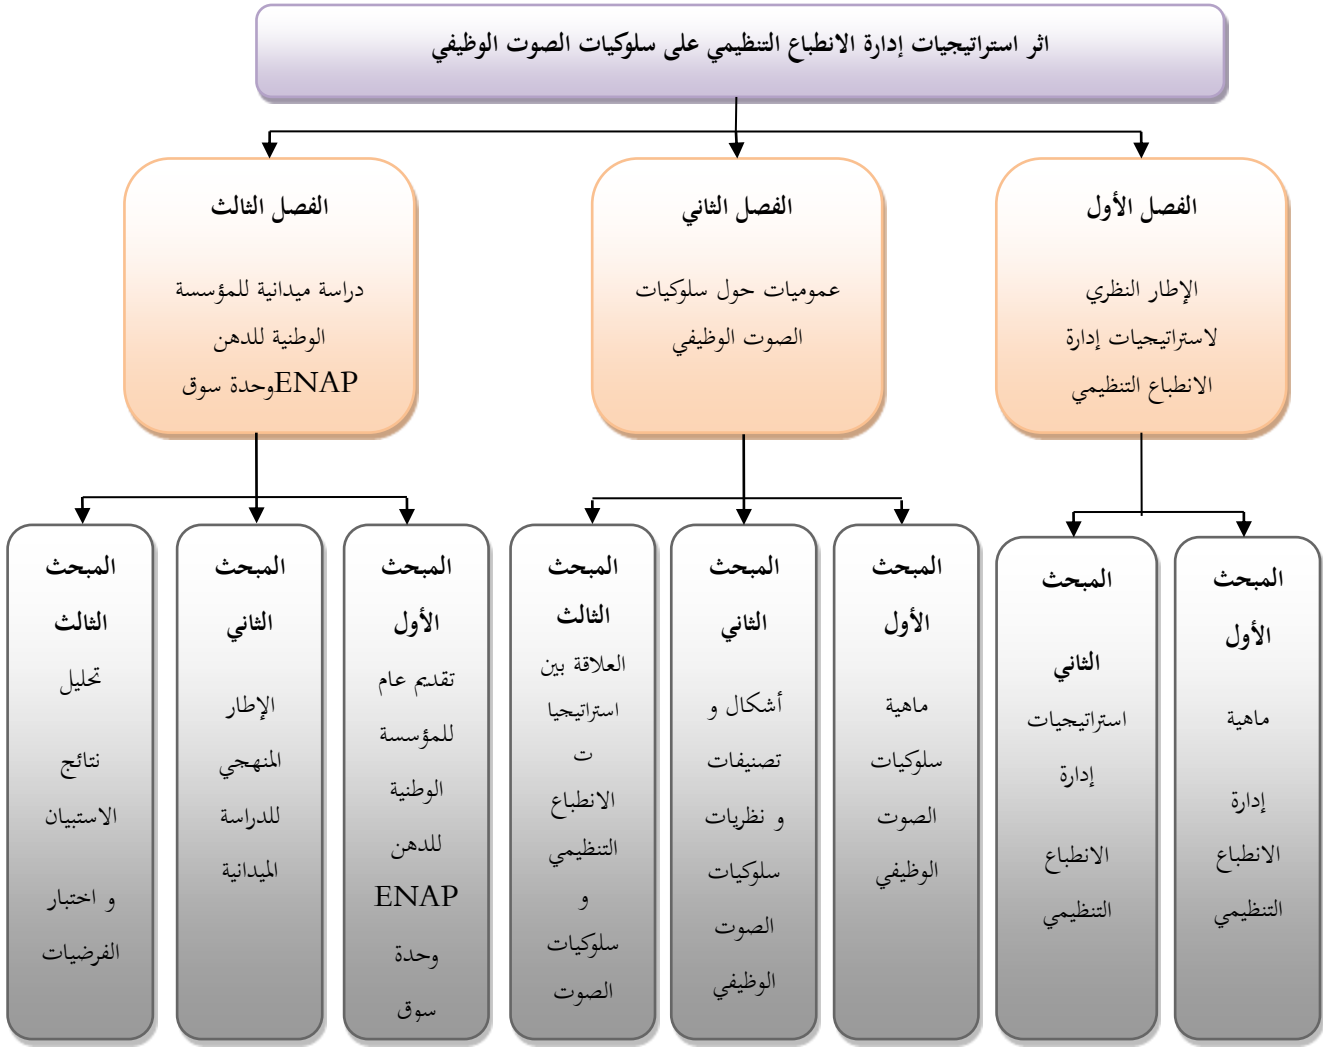 اثر استراتيجيات إدارة الانطباع التنظيمي على سلوكيات الصوت الوظيفي
الفصل الأول
الإطار النظري
لاستراتيجيات إدارة
الانطباع التنظيمي
الفصل الثاني
عموميات حول سلوكيات
الصوت الوظيفي
الفصل الثالث
دراسة ميدانية للمؤسسة
الوطنية للدهن
ENAPوحدة سوق
المبحث
الأول
ماهية
إدارة
الانطباع
التنظيمي
المبحث
الثاني
استراتيجيات
إدارة
الانطباع
التنظيمي
المبحث
الأول
ماهية
سلوكيات
الصوت
الوظيفي
المبحث
الثاني
أشكال و
تصنيفات
و نظريات
سلوكيات
الصوت
الوظيفي
المبحث
الثالث
العلاقة بين
استراتيجيا
ت
الانطباع
التنظيمي
و
سلوكيات
الصوت
المبحث
الأول
تقديم عام
للمؤسسة
الوطنية
للدهن
ENAP
وحدة
سوق
المبحث
الثاني
الإطار
المنهجي
للدراسة
الميدانية
المبحث
الثالث
تحليل
نتائج
الاستبيان
و اختبار
الفرضيات